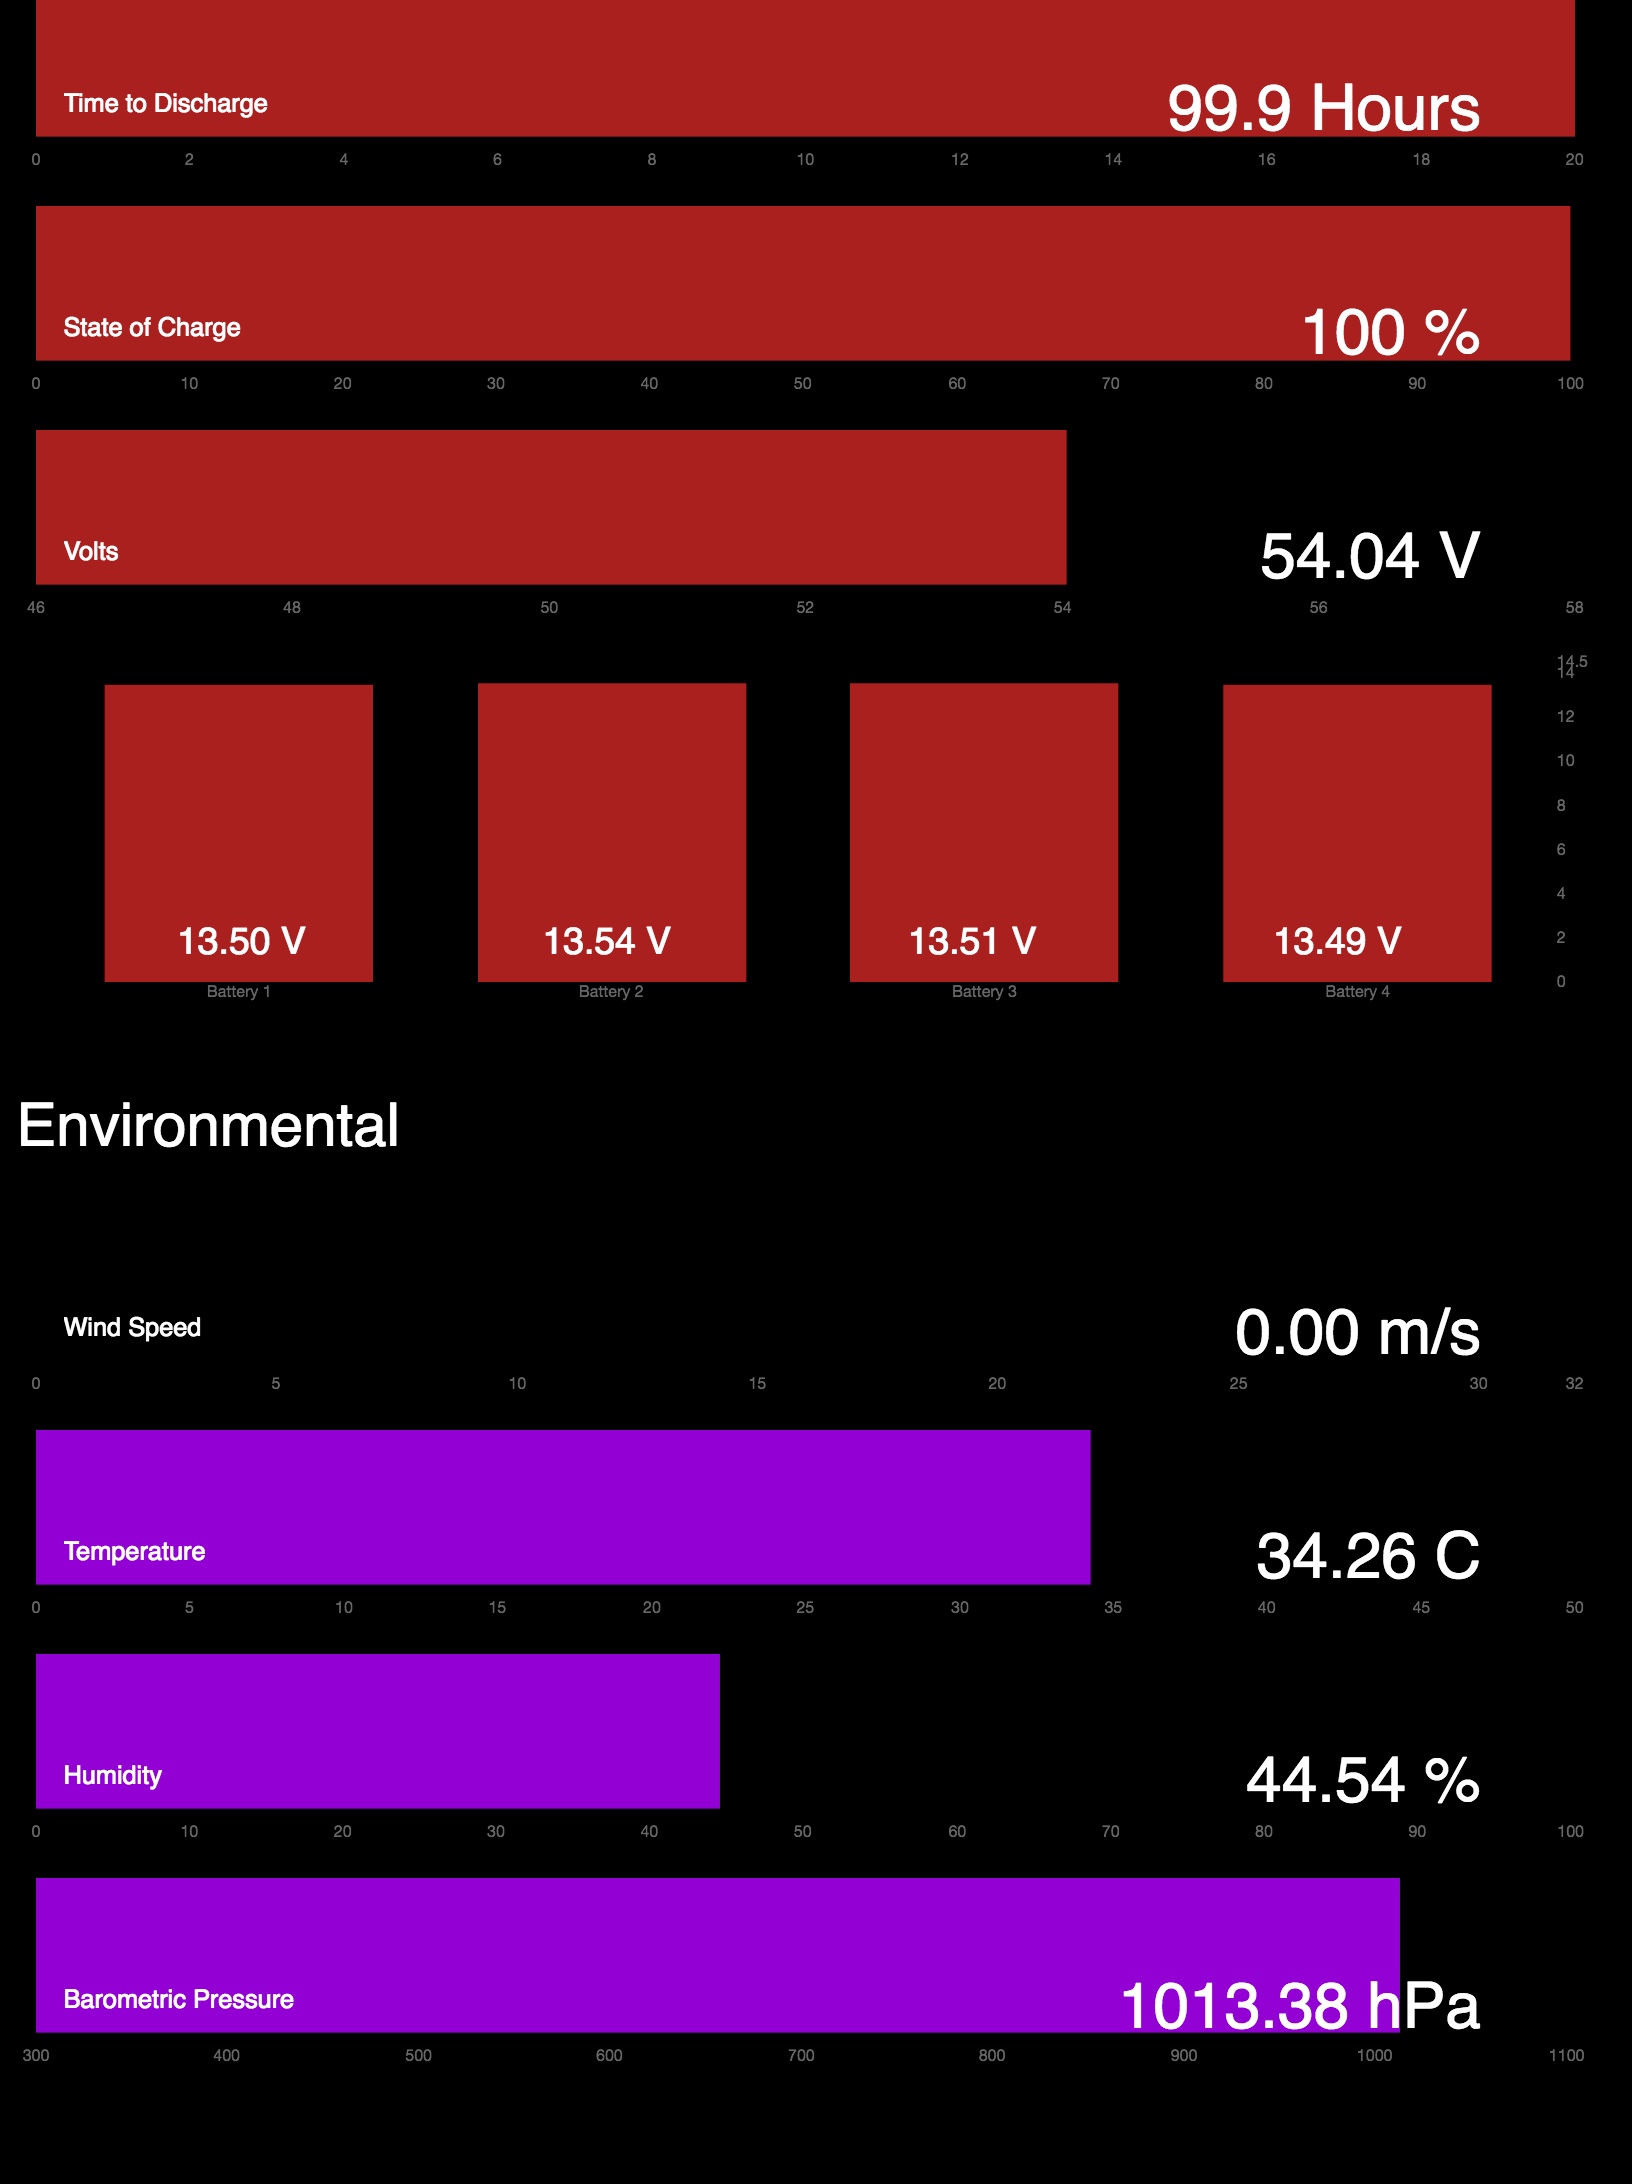 Time to Discharge 99.9 Hours
0 2 4 6 8 10 12 14 16 18 20
State of Charge 100 %
0 10 20 30 40 50 60 70 80 90 100
Volts 54.04 V
46 48 50 52 54 56 58
14.5
14
12
10
8
6
4
2
0
13.50 V 13.54 V 13.51 V 13.49 V
Battery 1 Battery 2 Battery 3 Battery 4
Environmental
Wind Speed 0.00 m/s
0 5 10 15 20 25 30 32
Temperature 34.26 C
0 5 10 15 20 25 30 35 40 45 50
Humidity 44.54 %
0 10 20 30 40 50 60 70 80 90 100
Barometric Pressure 1013.38 hPa
300 400 500 600 700 800 900 1000 1100